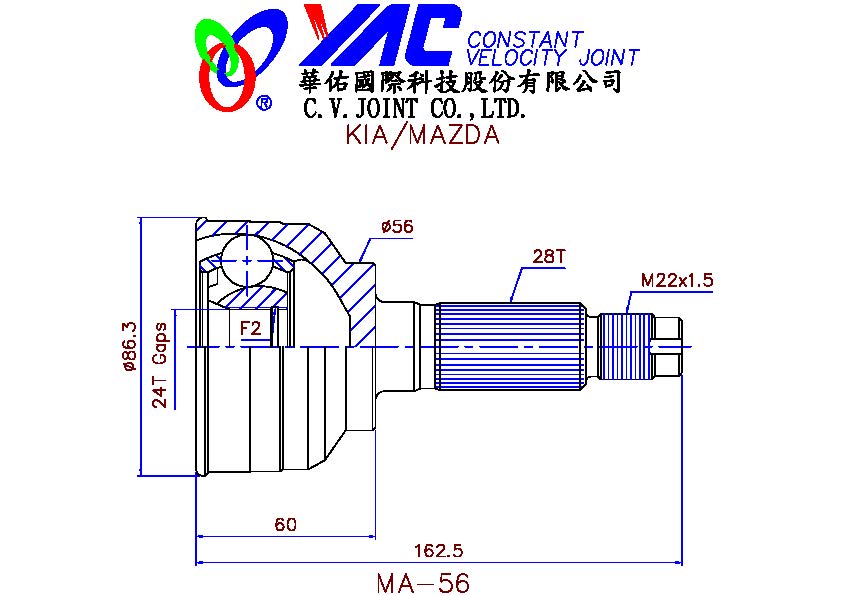 YAC CONSTANT
VELOCITY JOINT
®
華佑國際科技股份有限公司
C.V.JOINT CO.,LTD.
KIA/MAZDA
ø56
28T
M22x1.5
F2
ø86.3
24T Gaps
60
162.5
MA-56